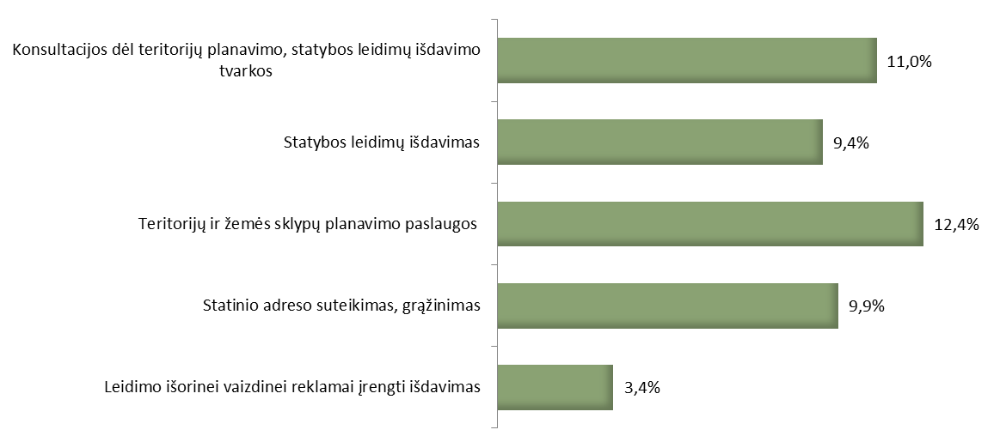 Konsultacijos dėl teritorijų planavimo, statybos leidimų išdavimo
tvarkos
11,0%
Statybos leidimų išdavimas
9,4%
Teritorijų ir žemės sklypų planavimo paslaugos
12,4%
Statinio adreso suteikimas, grąžinimas
9,9%
Leidimo išorinei vaizdinei reklamai įrengti išdavimas
3,4%